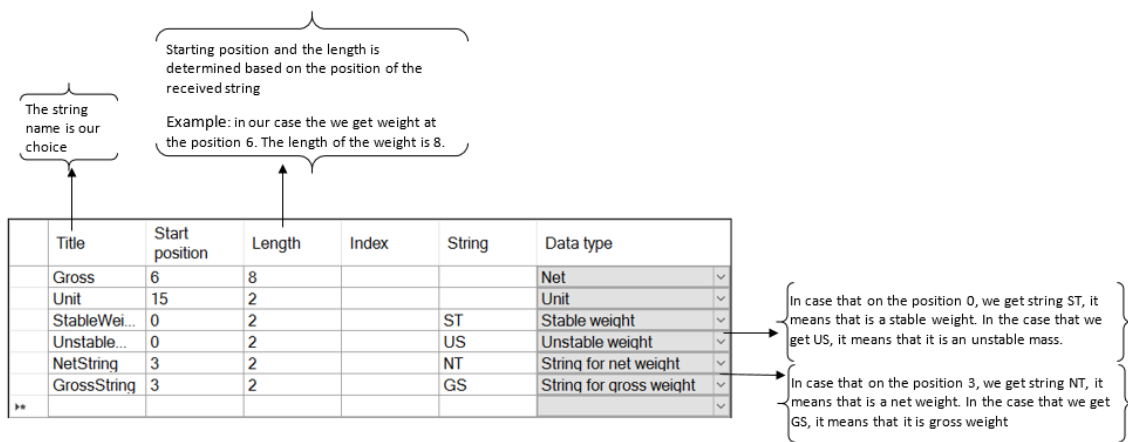 Starting position and the length is
determined based on the position of the
received string
Example: in our case the we get weight at
the position 6. The length of the weight is 8.
The string
name is our
choice
Title Start position Length Index String Data type
Gross 6 8 Net
Unit 15 2 Unit
StableWei... 0 2 ST Stable weight
Unstable... 0 2 US Unstable weight
NetString 3 2 NT String for net weight
GrossString 3 2 GS String for gross weight
In case that on the position 0, we get string ST, it
means that is a stable weight. In the case that we
get US, it means that it is an unstable mass.
In case that on the position 3, we get string NT, it
means that is a net weight. In the case that we get
GS, it means that it is gross weight